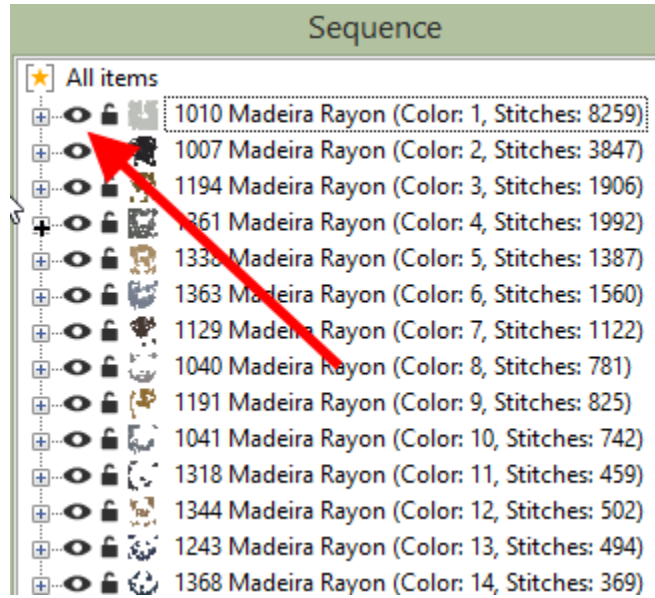 Sequence
All items
1010 Madeira Rayon (Color: 1, Stitches: 8259)
1007 Madeira Rayon (Color: 2, Stitches: 3847)
1194 Madeira Rayon (Color: 3, Stitches: 1906)
1361 Madeira Rayon (Color: 4, Stitches: 1992)
1338 Madeira Rayon (Color: 5, Stitches: 1387)
1363 Madeira Rayon (Color: 6, Stitches: 1560)
1129 Madeira Rayon (Color: 7, Stitches: 1122)
1040 Madeira Rayon (Color: 8, Stitches: 781)
1191 Madeira Rayon (Color: 9, Stitches: 825)
1041 Madeira Rayon (Color: 10, Stitches: 742)
1318 Madeira Rayon (Color: 11, Stitches: 459)
1344 Madeira Rayon (Color: 12, Stitches: 502)
1243 Madeira Rayon (Color: 13, Stitches: 494)
1368 Madeira Rayon (Color: 14, Stitches: 369)